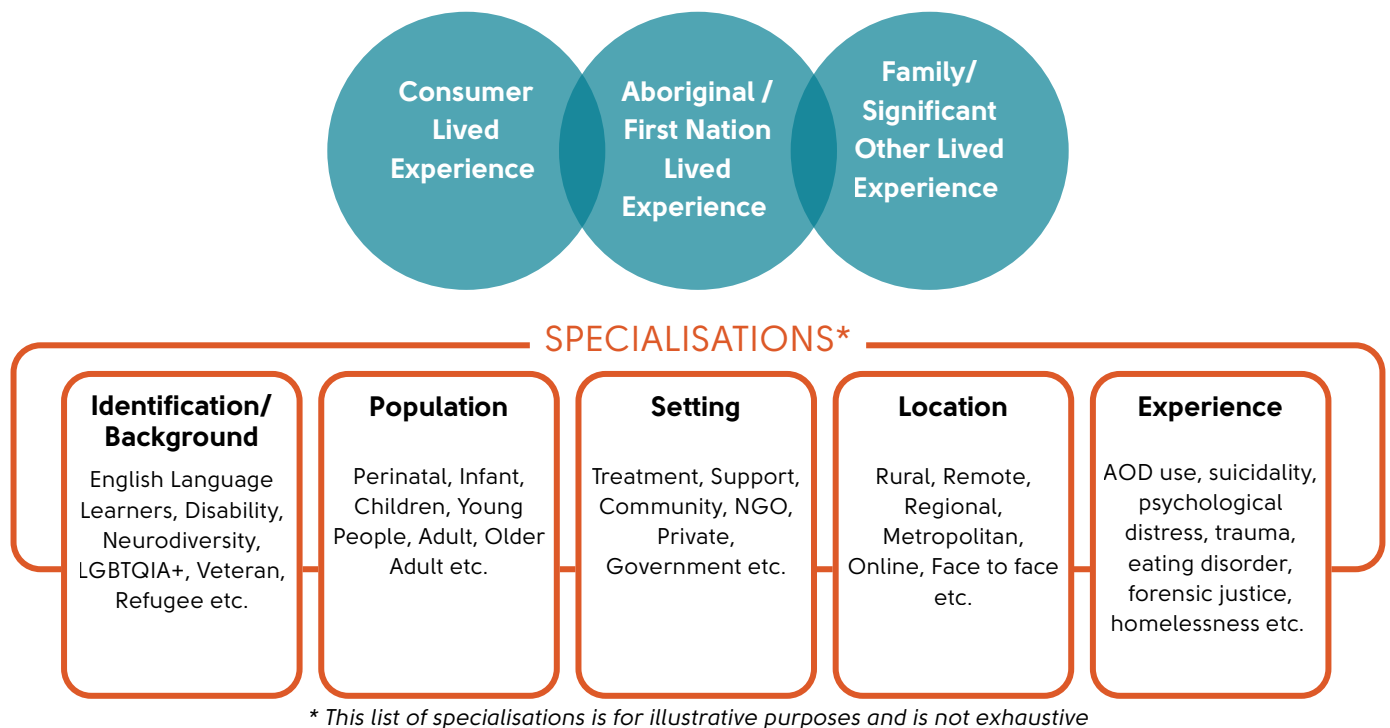 Consumer
Lived
Experience
Aboriginal /
First Nation
Lived
Experience
Family/
Significant
Other Lived
Experience
SPECIALISATIONS*
Identification/
Background
English Language
Learners, Disability,
Neurodiversity,
LGBTQIA+, Veteran,
Refugee etc.
Population
Perinatal, Infant,
Children, Young
People, Adult, Older
Adult etc.
Setting
Treatment, Support,
Community, NGO,
Private,
Government etc.
Location
Rural, Remote,
Regional,
Metropolitan,
Online, Face to face
etc.
Experience
AOD use, suicidality,
psychological
distress, trauma,
eating disorder,
forensic justice,
homelessness etc.
* This list of specialisations is for illustrative purposes and is not exhaustive